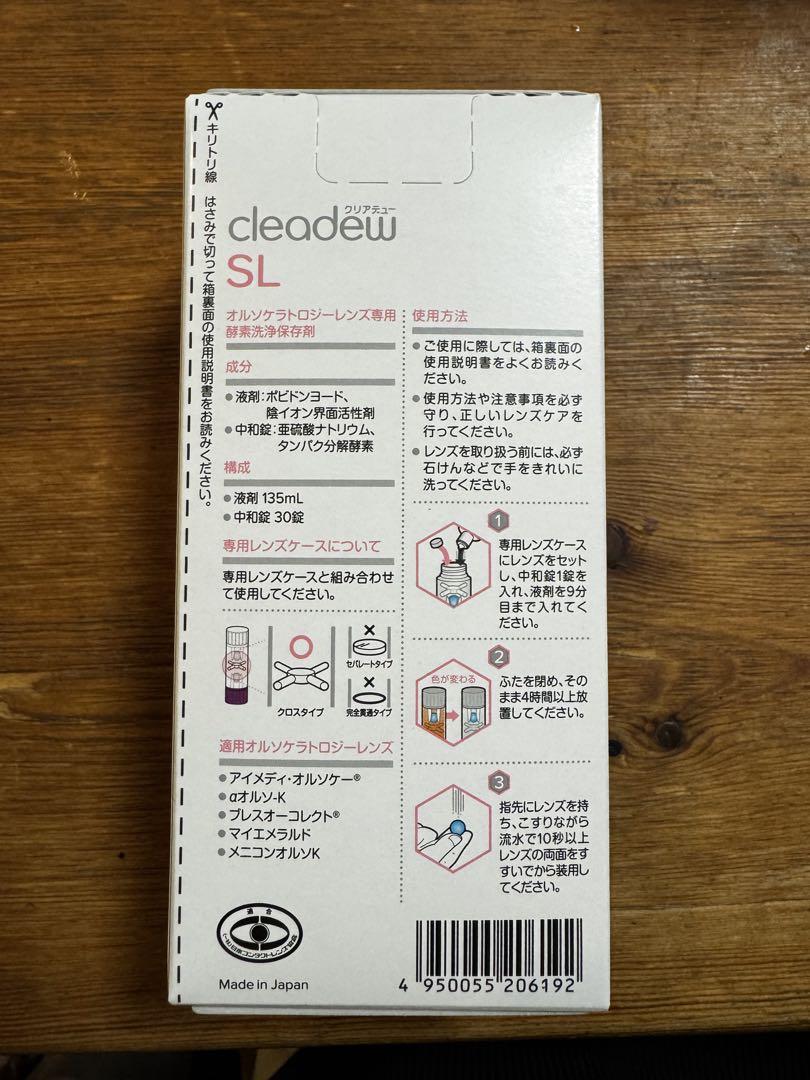 キリトリ線 はさみで切って箱裏面の使用説明書をお読みください。
クリアデュー
cleadew
SL
オルソケラトロジーレンズ専用
酵素洗浄保存剤
成分
●液剤：ポビドンヨード、
陰イオン界面活性剤
●中和錠：亜硫酸ナトリウム、
タンパク分解酵素
構成
●液剤 135mL
●中和錠 30錠
専用レンズケースについて
専用レンズケースと組み合わせ
て使用してください。
クロスタイプ
セパレートタイプ
完全貫通タイプ
適用オルソケラトロジーレンズ
●アイメディ・オルソケー®
●αオルソ-K
●ブレスオーコレクト®
●マイエメラルド
●メニコンオルソK
使用方法
●ご使用に際しては、箱裏面の
使用説明書をよくお読みく
ださい。
●使用方法や注意事項を必ず
守り、正しいレンズケアを
行ってください。
●レンズを取り扱う前には、必ず
石けんなどで手をきれいに
洗ってください。
1
専用レンズケース
にレンズをセット
し、中和錠1錠を
入れ、液剤を9分
目まで入れてく
ださい。
2
色が変わる
ふたを閉め、その
まま4時間以上放
置してください。
3
指先にレンズを持
ち、こすりながら
流水で10秒以上
レンズの両面をす
すいでから装用し
てください。
適合
(一社)日本コンタクトレンズ協会
Made in Japan
4 950055 206192